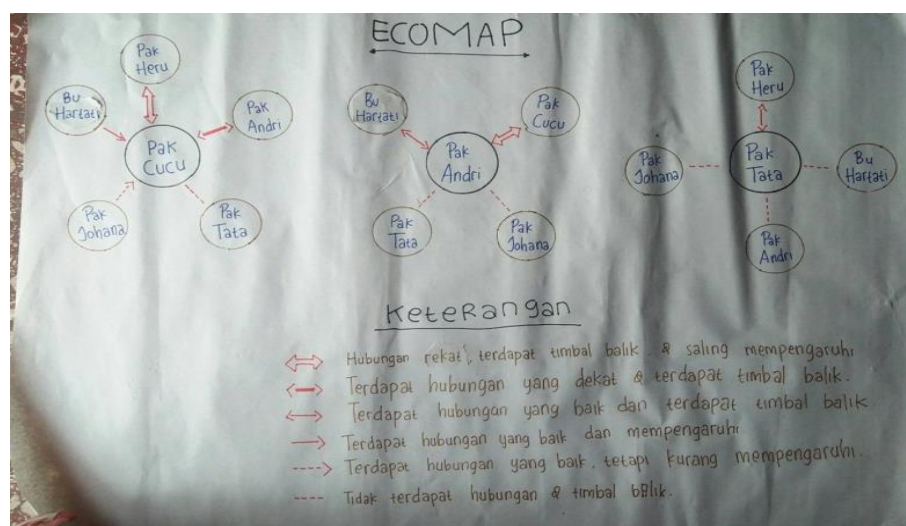 ECOMAP
Pak
Heru
Bu
Hartati
Pak
Andri
Pak
Cucu
Pak
Johana
Pak
Tata
Bu
Hartati
Pak
Cucu
Pak
Andri
Pak
Tata
Pak
Johana
Pak
Heru
Pak
Johana
Pak
Tata
Bu
Hartati
Pak
Andri
KeteRangan
Hubungan rekat, terdapat timbal balik & saling mempengaruhi
Terdapat hubungan yang dekat & terdapat timbal balik.
Terdapat hubungan yang baik dan terdapat timbal balik
Terdapat hubungan yang baik dan mempengaruhi
Terdapat hubungan yang baik, tetapi kurang mempengaruhi.
Tidak terdapat hubungan & timbal balik.